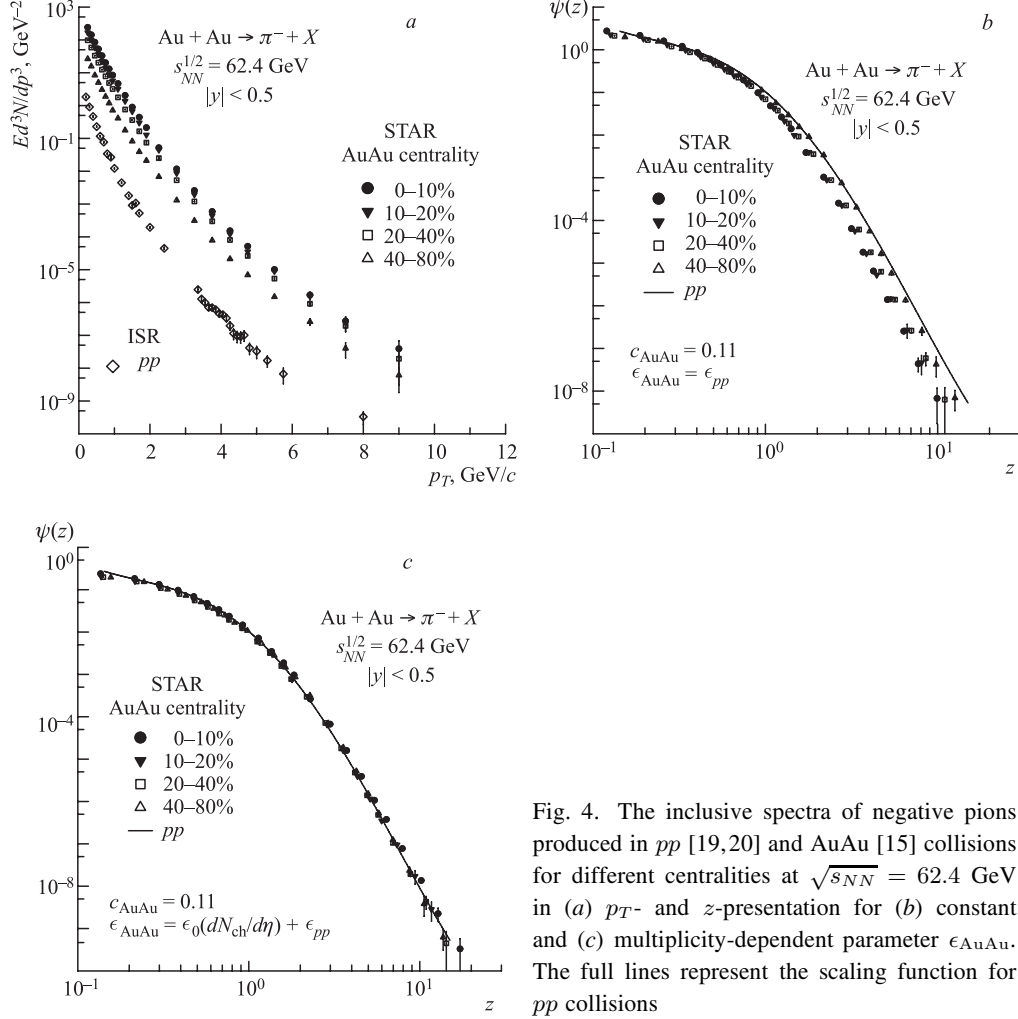 Ed³N/dp³, GeV⁻²
10³
10⁻¹
10⁻⁵
10⁻⁹
a
Au + Au → π⁻ + X
s_NN^1/2 = 62.4 GeV
|y| < 0.5
STAR
AuAu centrality
● 0–10%
▼ 10–20%
□ 20–40%
△ 40–80%
ISR
◇ pp
0 2 4 6 8 10 12
p_T, GeV/c
ψ(z)
10⁰
10⁻⁴
10⁻⁸
b
Au + Au → π⁻ + X
s_NN^1/2 = 62.4 GeV
|y| < 0.5
STAR
AuAu centrality
● 0–10%
▼ 10–20%
□ 20–40%
△ 40–80%
— pp
c_AuAu = 0.11
ϵ_AuAu = ϵ_pp
10⁻¹ 10⁰ 10¹
z
ψ(z)
10⁰
10⁻⁴
10⁻⁸
c
Au + Au → π⁻ + X
s_NN^1/2 = 62.4 GeV
|y| < 0.5
STAR
AuAu centrality
● 0–10%
▼ 10–20%
□ 20–40%
△ 40–80%
— pp
c_AuAu = 0.11
ϵ_AuAu = ϵ₀(dN_ch/dη) + ϵ_pp
10⁻¹ 10⁰ 10¹
z
Fig. 4. The inclusive spectra of negative pions
produced in pp [19,20] and AuAu [15] collisions
for different centralities at √s_NN = 62.4 GeV
in (a) p_T- and z-presentation for (b) constant
and (c) multiplicity-dependent parameter ϵ_AuAu.
The full lines represent the scaling function for
pp collisions